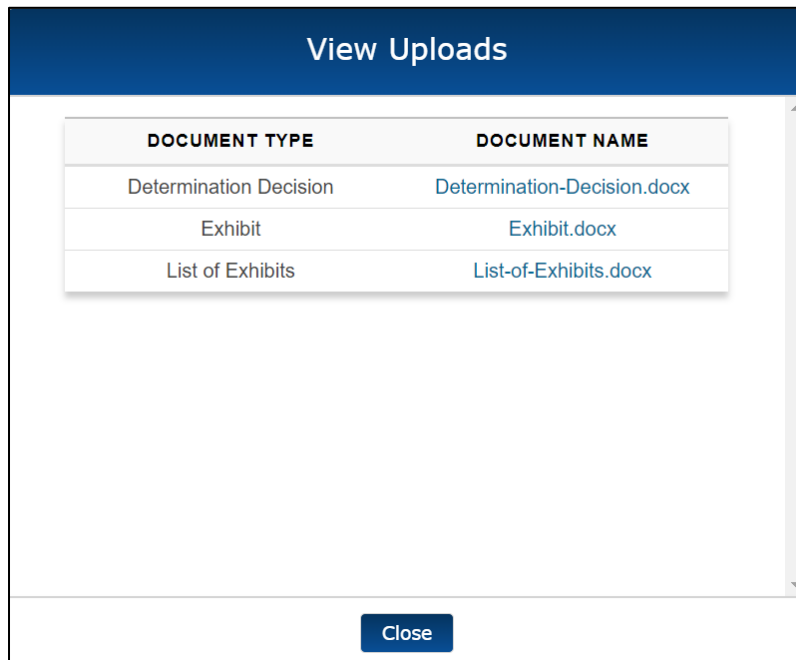 View Uploads
DOCUMENT TYPE DOCUMENT NAME
Determination Decision Determination-Decision.docx
Exhibit Exhibit.docx
List of Exhibits List-of-Exhibits.docx
Close